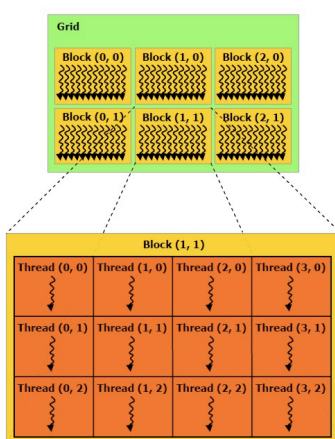 Grid
Block (0, 0) Block (1, 0) Block (2, 0)
Block (0, 1) Block (1, 1) Block (2, 1)
Block (1, 1)
Thread (0, 0) Thread (1, 0) Thread (2, 0) Thread (3, 0)
Thread (0, 1) Thread (1, 1) Thread (2, 1) Thread (3, 1)
Thread (0, 2) Thread (1, 2) Thread (2, 2) Thread (3, 2)